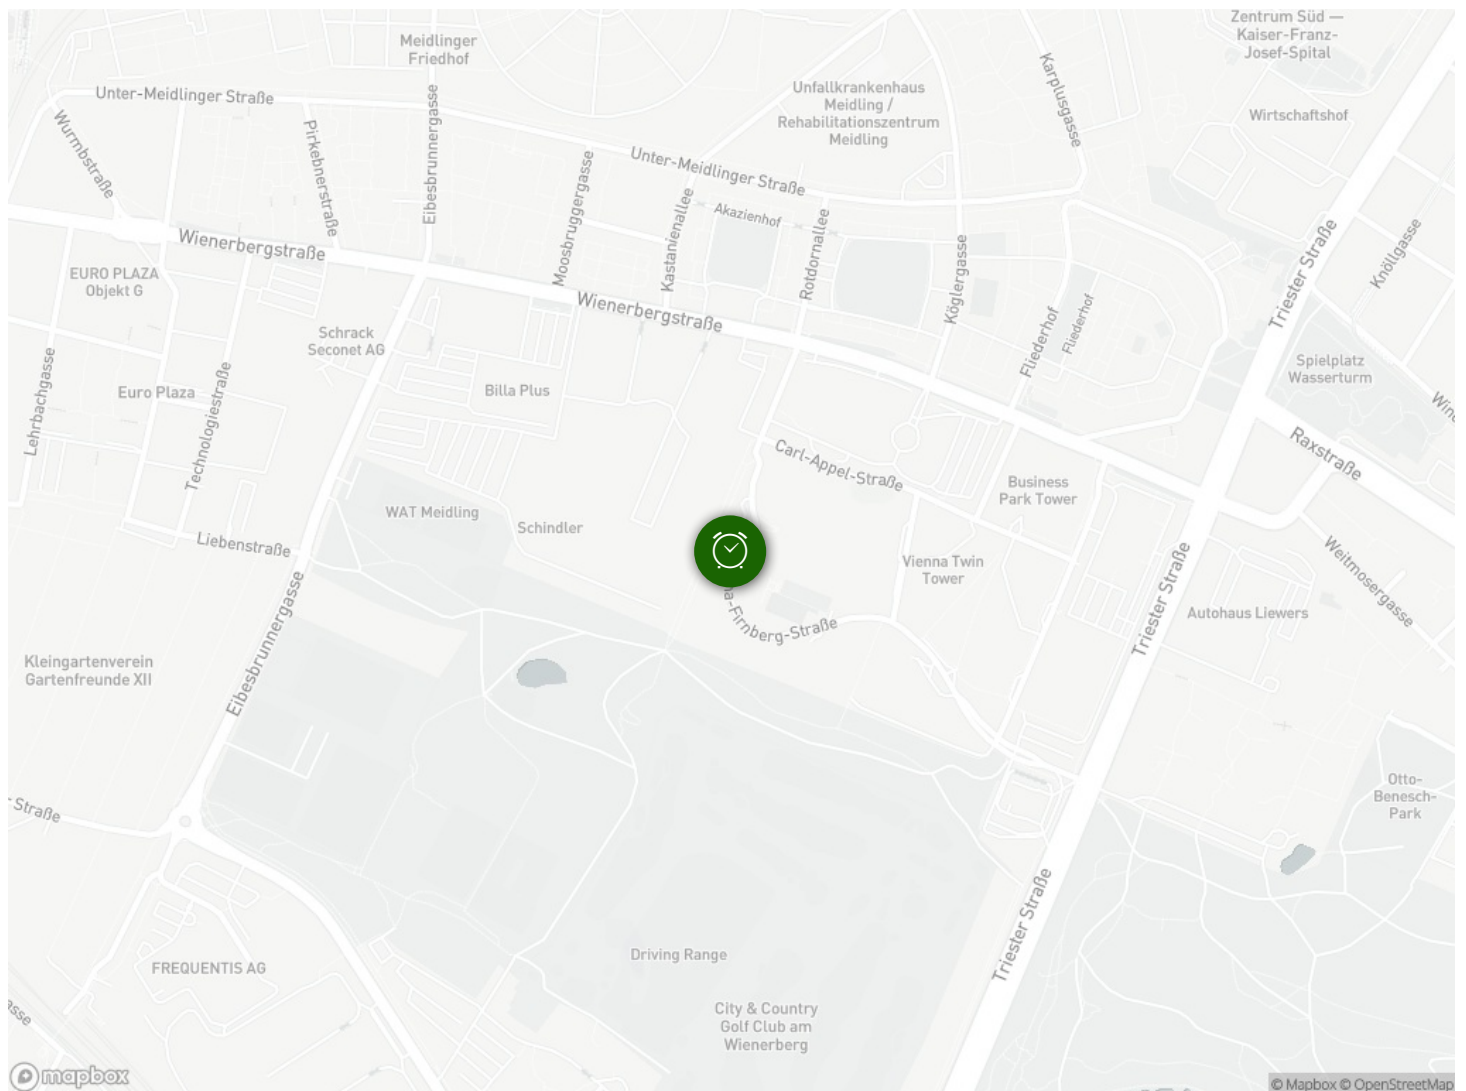 Zentrum Süd —
Kaiser-Franz-
Josef-Spital
Meidlinger
Friedhof
Karplusgasse
Unfallkrankenhaus
Meidling /
Rehabilitationszentrum
Meidling
Unter-Meidlinger Straße
Wurmbstraße
Pirkebnerstraße
Eibesbrunnergasse
Wirtschaftshof
Unter-Meidlinger Straße
Moosbruggergasse
Kastanienallee
Akazienhof
Rotdornallee
Köglergasse
Fliederhof
Fliederhof
Triester Straße
Knöllgasse
Wienerbergstraße
EURO PLAZA
Objekt G
Wienerbergstraße
Schrack
Seconet AG
Spielplatz
Wasserturm
Lehrbachgasse
Euro Plaza
Technologiestraße
Billa Plus
Raxstraße
Carl-Appel-Straße
Business
Park Tower
WAT Meidling
Schindler
Liebenstraße
Vienna Twin
Tower
Weitmosergasse
Triester Straße
Autohaus Liewers
na-Firnberg-Straße
Eibesbrunnergasse
Kleingartenverein
Gartenfreunde XII
Otto-
Benesch-
Park
-Straße
Triester Straße
Driving Range
FREQUENTIS AG
City & Country
Golf Club am
Wienerberg
asse
mapbox
© Mapbox © OpenStreetMap